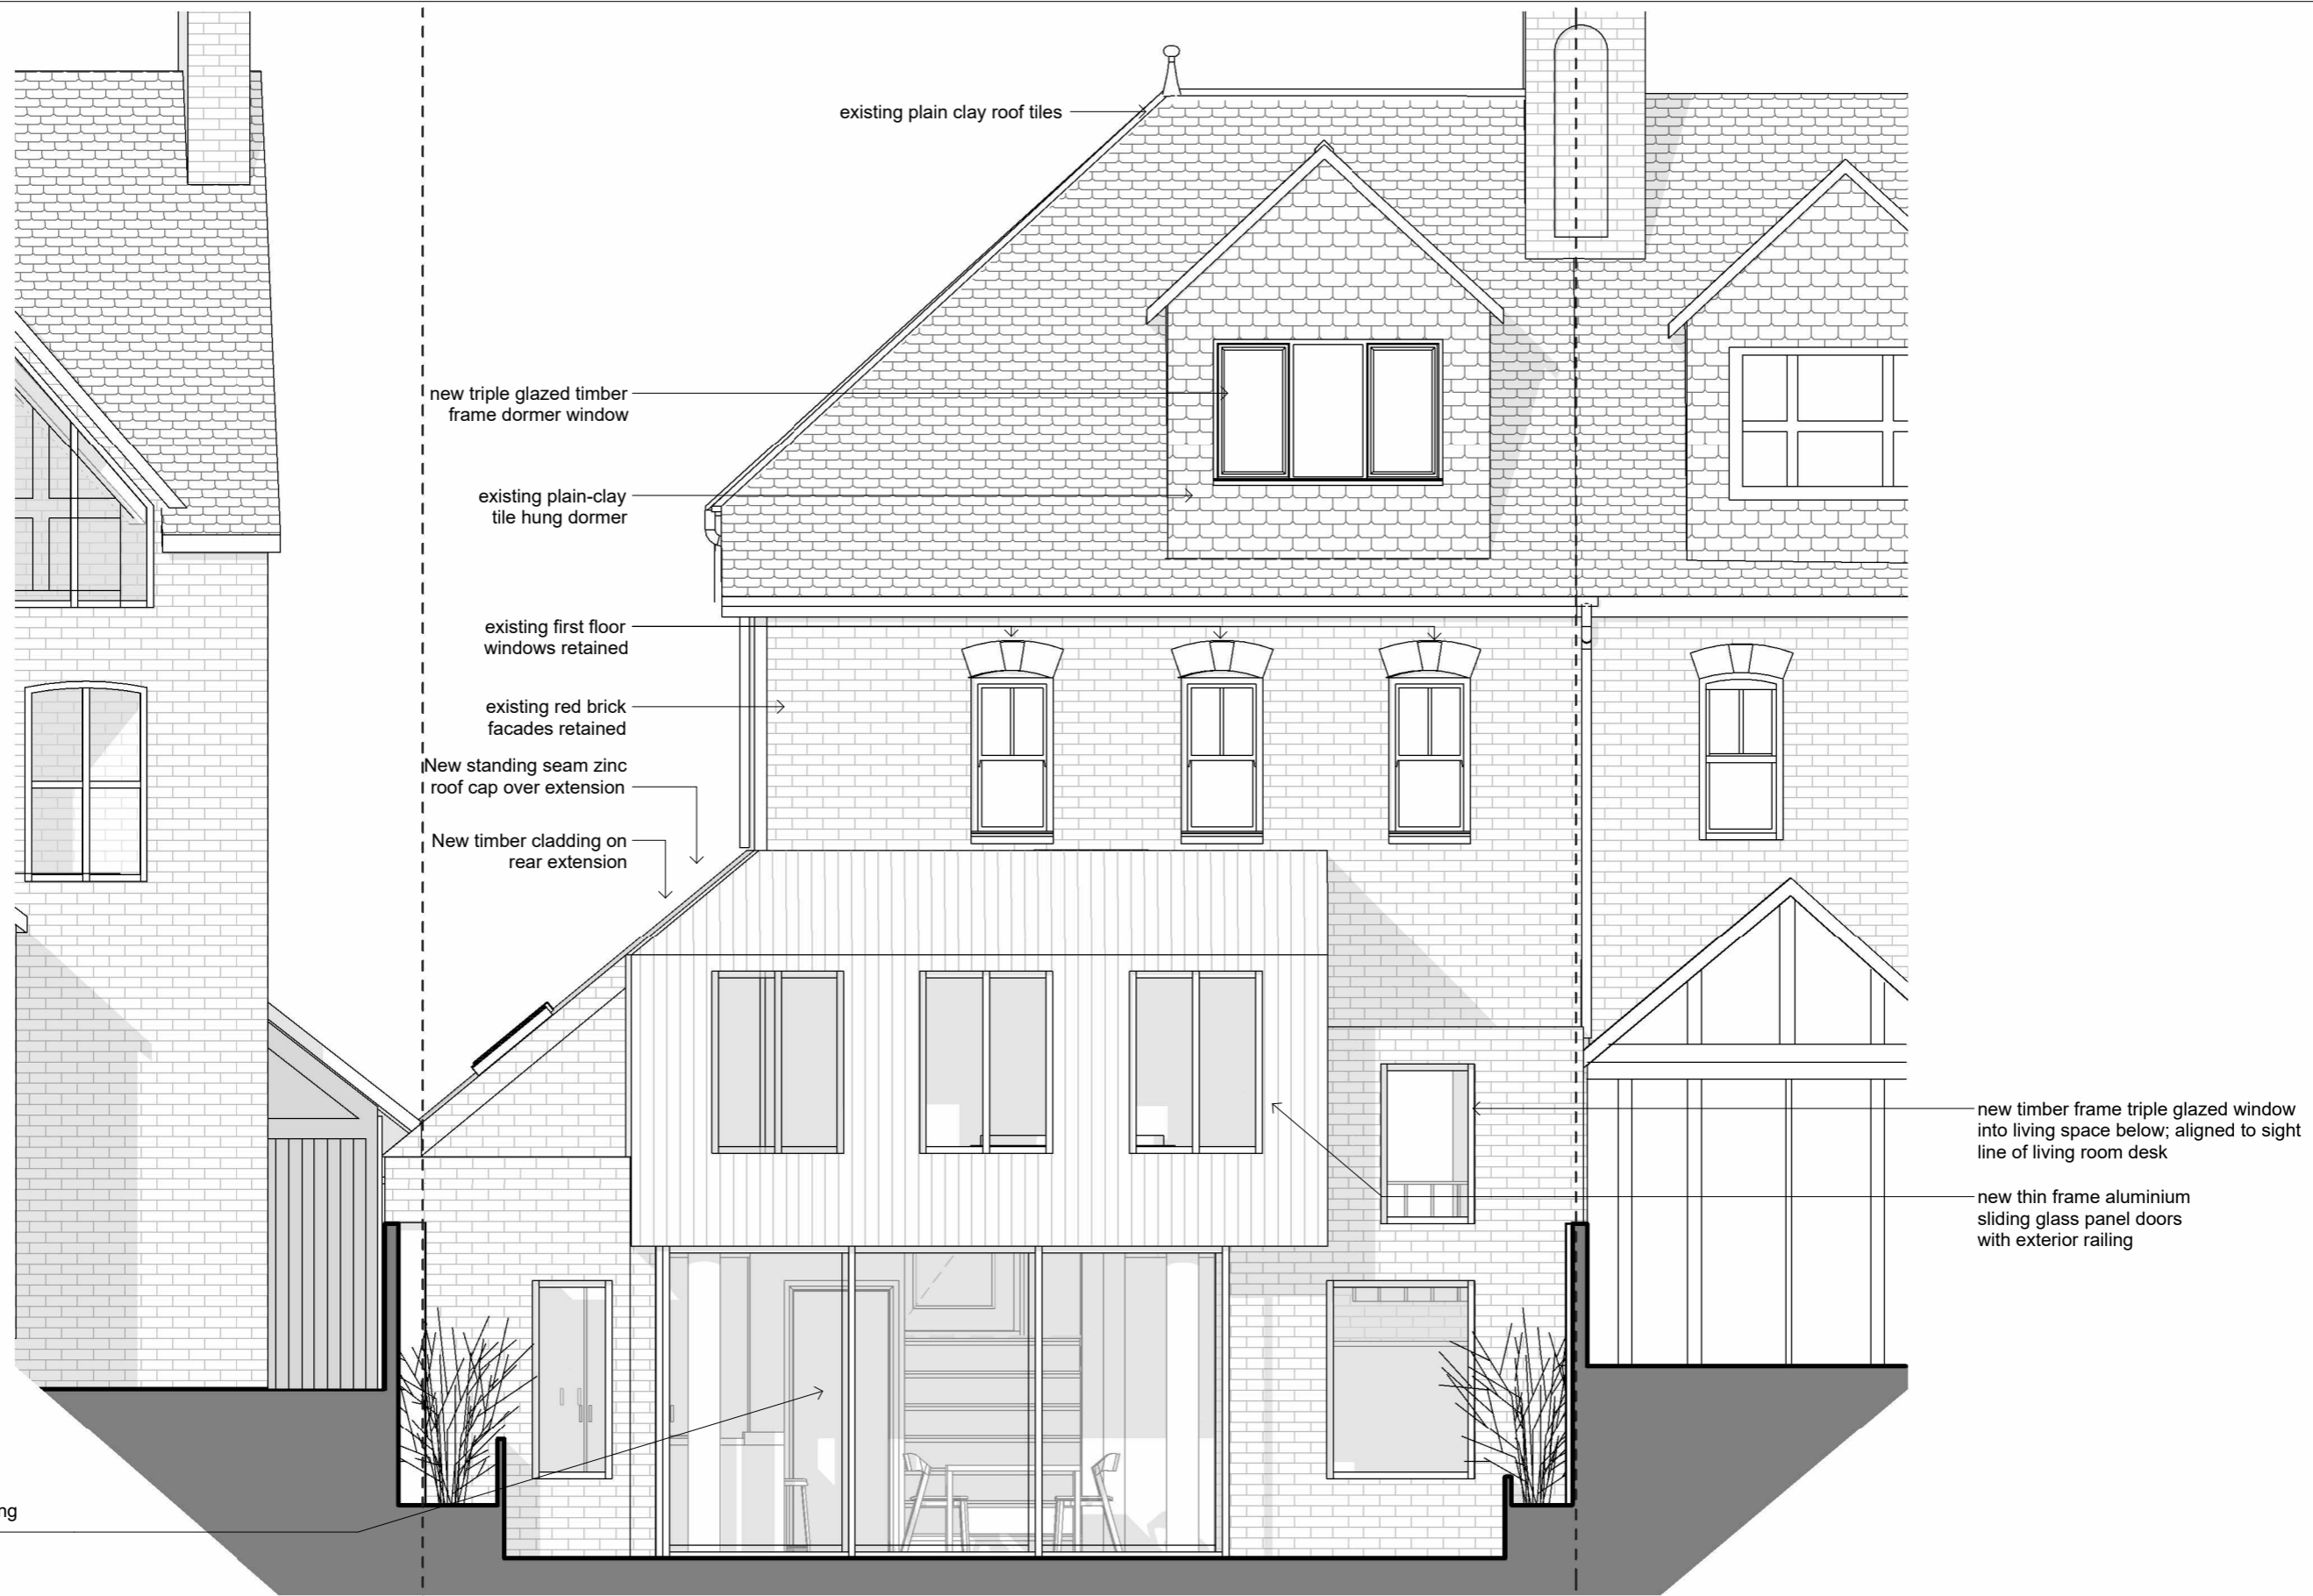 existing plain clay roof tiles
new triple glazed timber
frame dormer window
existing plain-clay
tile hung dormer
existing first floor
windows retained
existing red brick
facades retained
New standing seam zinc
roof cap over extension
New timber cladding on
rear extension
new timber frame triple glazed window
into living space below; aligned to sight
line of living room desk
new thin frame aluminium
sliding glass panel doors
with exterior railing